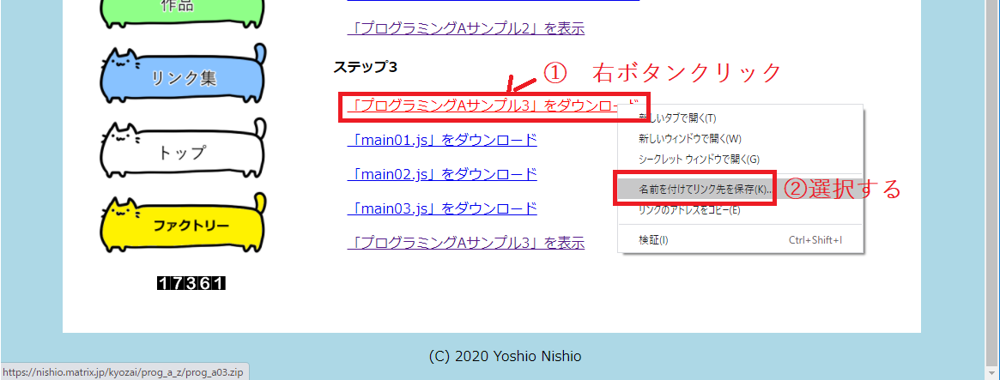 作品
「プログラミングAサンプル2」を表示
ステップ3
① 右ボタンクリック
リンク集
「プログラミングAサンプル3」をダウンロード
新しいタブで開く(T)
「main01.js」をダウンロード
新しいウィンドウで開く(W)
シークレット ウィンドウで開く(G)
トップ
「main02.js」をダウンロード
名前を付けてリンク先を保存(K)...
②選択する
「main03.js」をダウンロード
リンクのアドレスをコピー(E)
ファクトリー
「プログラミングAサンプル3」を表示
検証(I) Ctrl+Shift+I
17361
(C) 2020 Yoshio Nishio
https://nishio.matrix.jp/kyozai/prog_a_z/prog_a03.zip